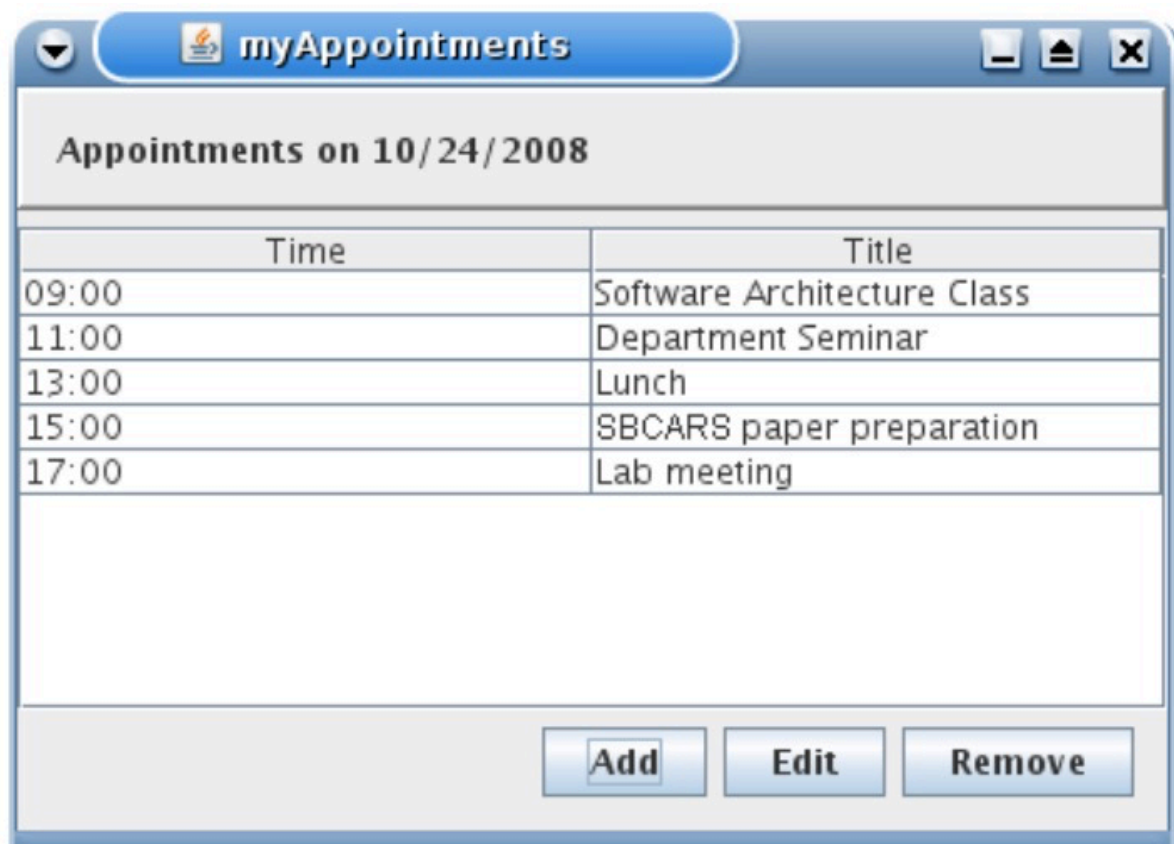 myAppointments
Appointments on 10/24/2008
Time Title
09:00 Software Architecture Class
11:00 Department Seminar
13:00 Lunch
15:00 SBCARS paper preparation
17:00 Lab meeting
Add Edit Remove